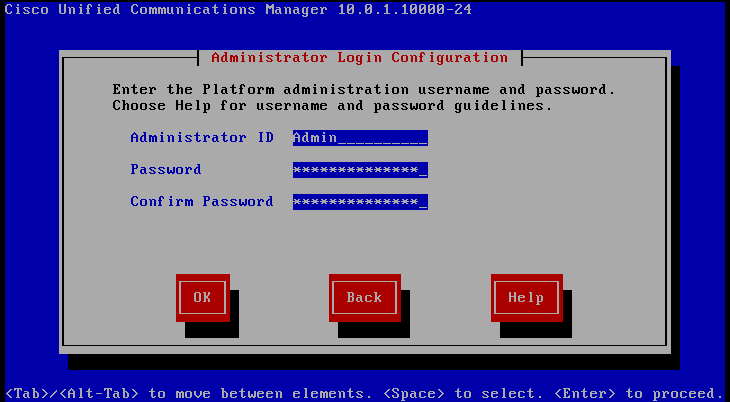 Cisco Unified Communications Manager 10.0.1.10000-24
Administrator Login Configuration
Enter the Platform administration username and password.
Choose Help for username and password guidelines.
Administrator ID Admin__________
Password **************_
Confirm Password **************_
OK Back Help
<Tab>/<Alt-Tab> to move between elements. <Space> to select. <Enter> to proceed.